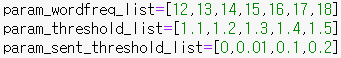 param_wordfreq_list=[12,13,14,15,16,17,18]
param_threshold_list=[1.1,1.2,1.3,1.4,1.5]
param_sent_threshold_list=[0,0.01,0.1,0.2]